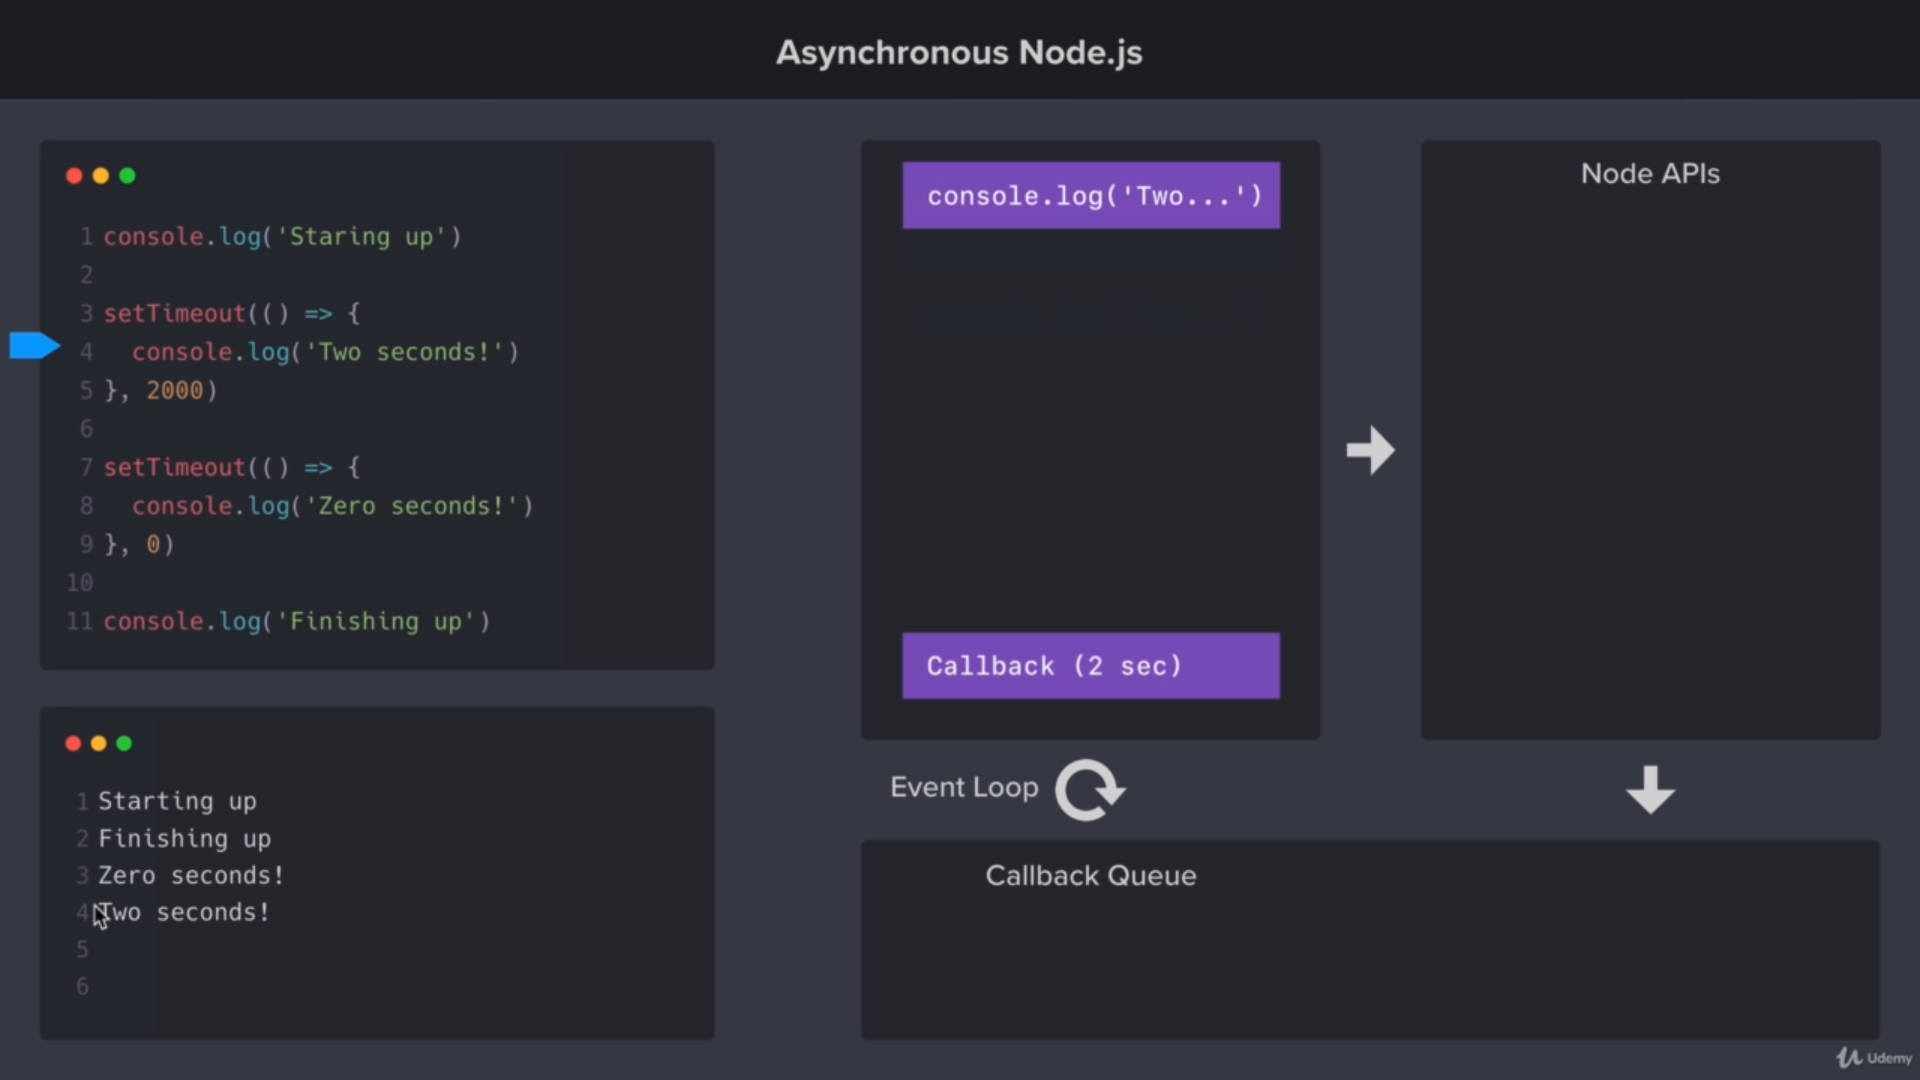 Asynchronous Node.js
1 console.log('Staring up')
2
3 setTimeout(() => {
4   console.log('Two seconds!')
5 }, 2000)
6
7 setTimeout(() => {
8   console.log('Zero seconds!')
9 }, 0)
10
11 console.log('Finishing up')
1 Starting up
2 Finishing up
3 Zero seconds!
4 Two seconds!
5
6
console.log('Two...')
Callback (2 sec)
Node APIs
Event Loop
Callback Queue
Udemy